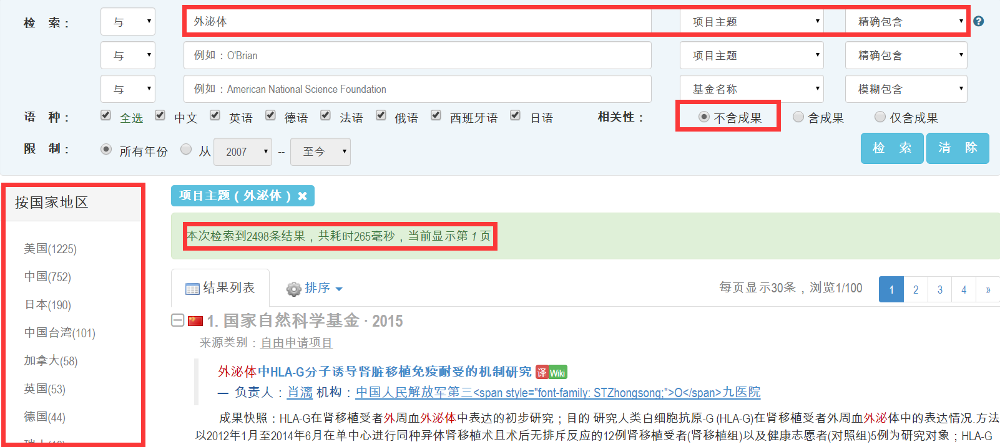 检 索： 与 外泌体 项目主题 精确包含
与 例如：O'Brian 项目主题 精确包含
与 例如：American National Science Foundation 基金名称 模糊包含
语 种： 全选 中文 英语 德语 法语 俄语 西班牙语 日语 相关性： 不含成果 含成果 仅含成果
限 制： 所有年份 从 2007 -- 至今 检 索 清 除
按国家地区
美国(1225)
中国(752)
日本(190)
中国台湾(101)
加拿大(58)
英国(53)
德国(44)
项目主题（外泌体）✖
本次检索到2498条结果，共耗时265毫秒，当前显示第 1 页
结果列表 排序 每页显示30条，浏览1/100 1 2 3 4 »
1. 国家自然科学基金 · 2015
来源类别：自由申请项目
外泌体中HLA-G分子诱导肾脏移植免疫耐受的机制研究 译 Wiki
— 负责人：肖漓 机构：中国人民解放军第三<span style="font-family: STZhongsong;">O</span>九医院
成果快照：HLA-G在肾移植受者外周血外泌体中表达的初步研究；目的 研究人类白细胞抗原-G (HLA-G)在肾移植受者外周血外泌体中的表达情况.方法
以2012年1月至2014年6月在单中心进行同种异体肾移植术且术后无排斥反应的12例肾移植受者(肾移植组)以及健康志愿者(对照组)5例为研究对象；HLA-G